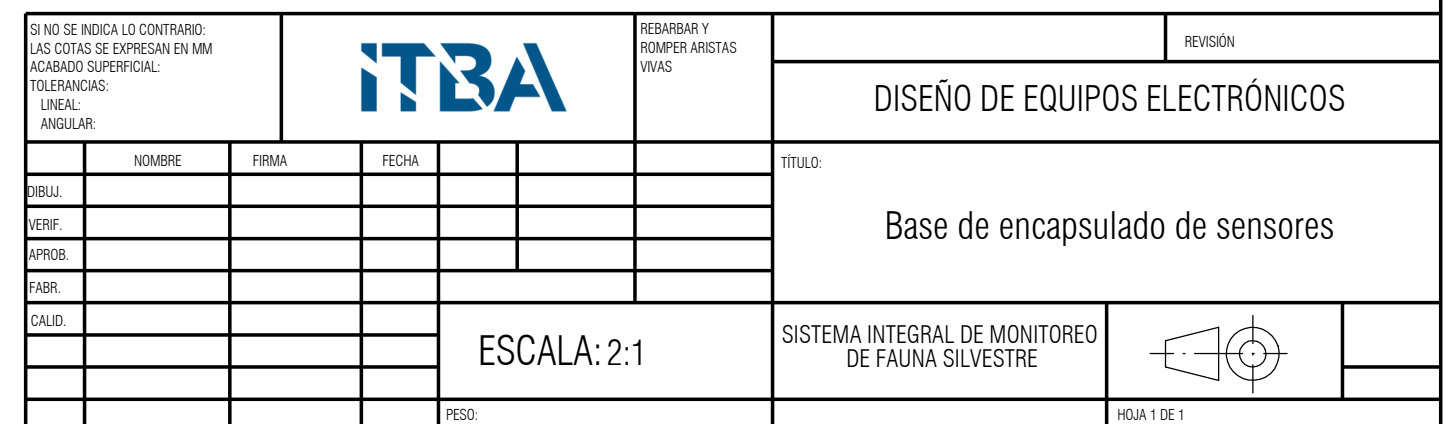 SI NO SE INDICA LO CONTRARIO:
LAS COTAS SE EXPRESAN EN MM
ACABADO SUPERFICIAL:
TOLERANCIAS:
LINEAL:
ANGULAR:
ITBA
REBARBAR Y
ROMPER ARISTAS
VIVAS
REVISIÓN
DISEÑO DE EQUIPOS ELECTRÓNICOS
NOMBRE FIRMA FECHA
TÍTULO:
DIBUJ.
VERIF.
APROB.
FABR.
CALID.
Base de encapsulado de sensores
ESCALA: 2:1
SISTEMA INTEGRAL DE MONITOREO
DE FAUNA SILVESTRE
PESO:
HOJA 1 DE 1